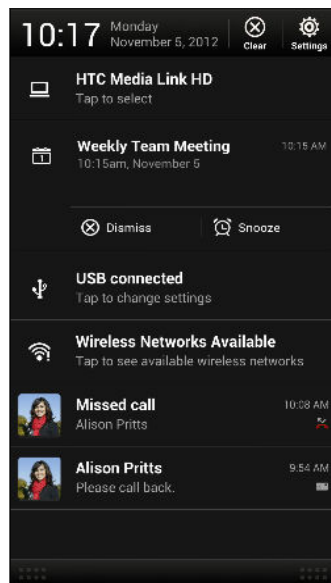 10:17
Monday
November 5, 2012
Clear
Settings
HTC Media Link HD
Tap to select
Weekly Team Meeting
10:15 AM
10:15am, November 5
1
Dismiss
Snooze
USB connected
Tap to change settings
Wireless Networks Available
Tap to see available wireless networks
Missed call
10:08 AM
Alison Pritts
Alison Pritts
9:54 AM
Please call back.